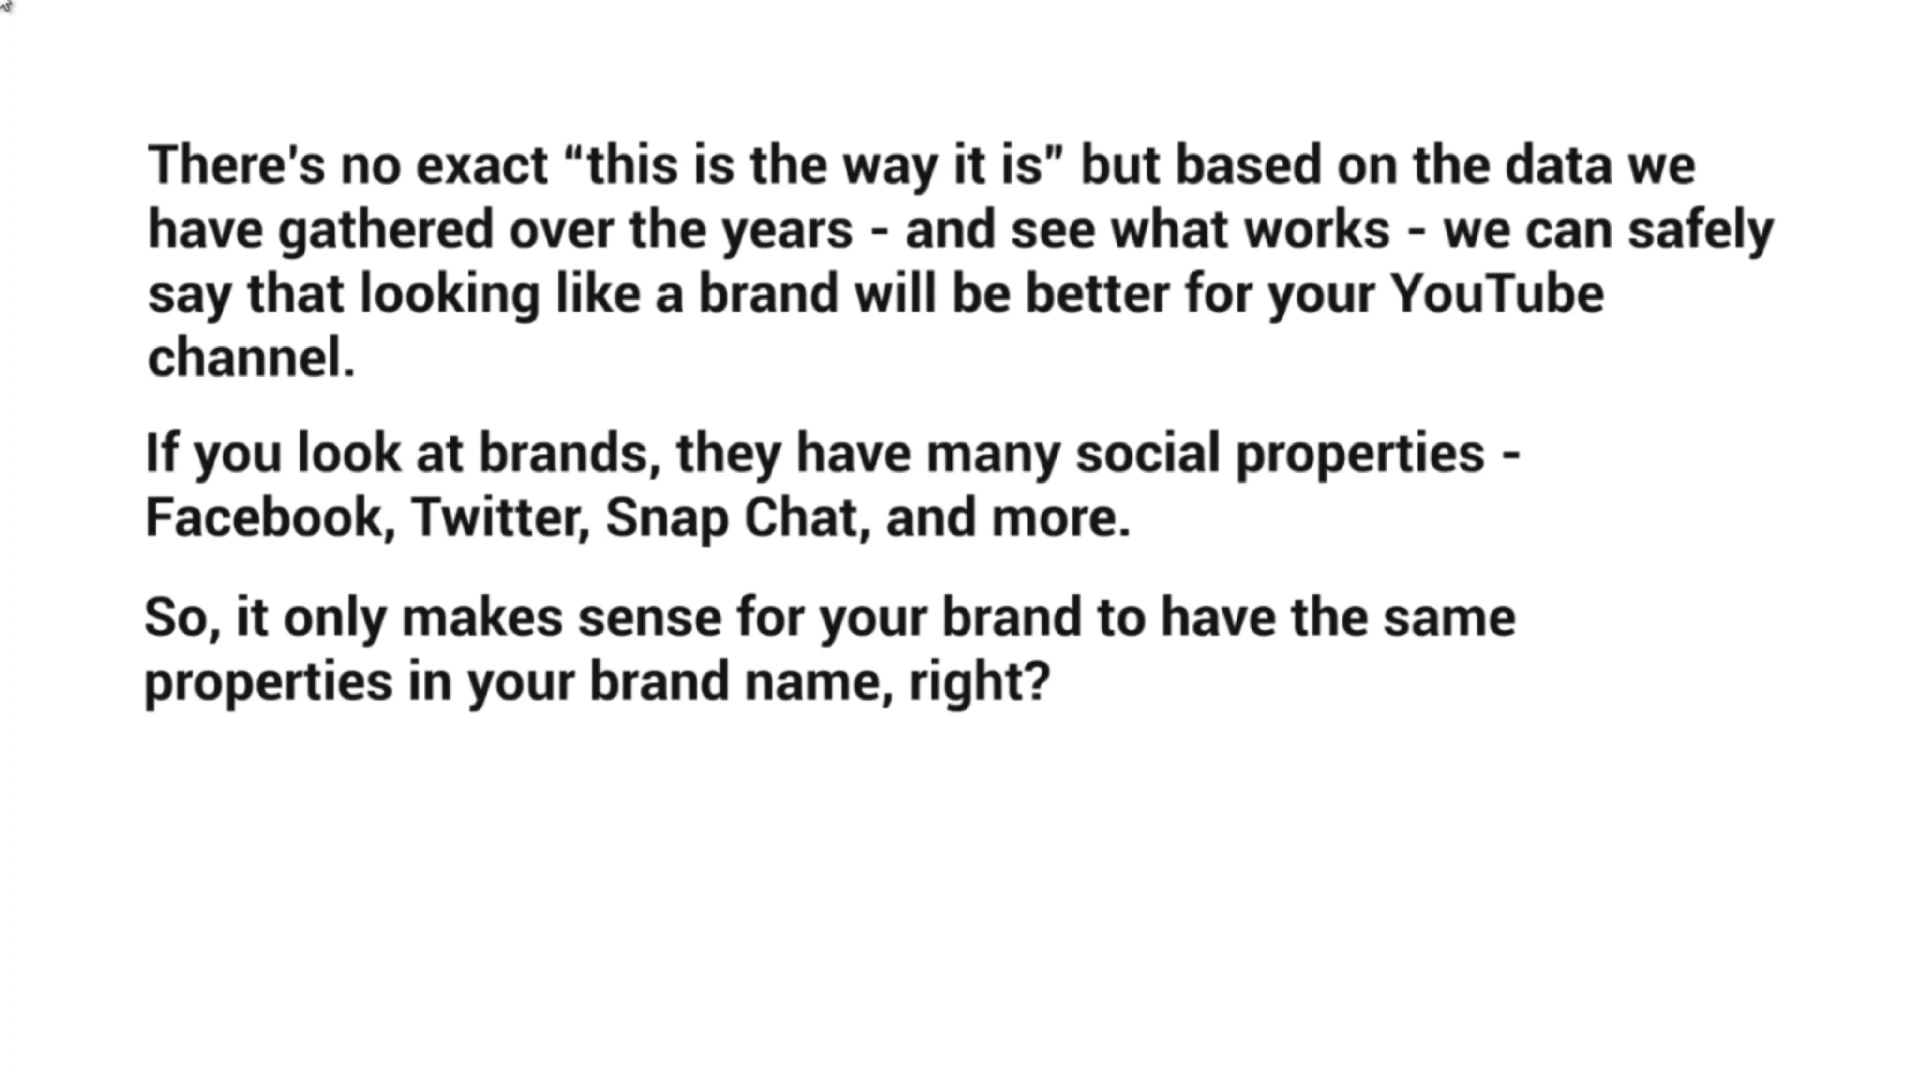 There's no exact “this is the way it is” but based on the data we
have gathered over the years - and see what works - we can safely
say that looking like a brand will be better for your YouTube
channel.
If you look at brands, they have many social properties -
Facebook, Twitter, Snap Chat, and more.
So, it only makes sense for your brand to have the same
properties in your brand name, right?